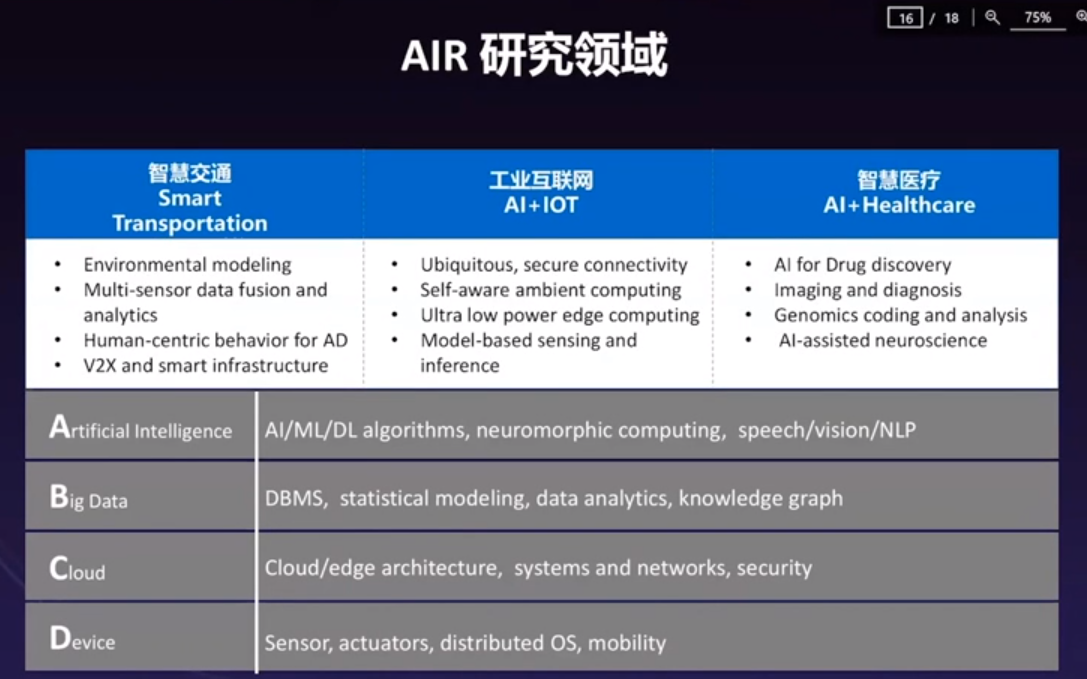 16 / 18 75%
AIR 研究领域
智慧交通
Smart
Transportation
工业互联网
AI+IOT
智慧医疗
AI+Healthcare
• Environmental modeling
• Multi-sensor data fusion and
analytics
• Human-centric behavior for AD
• V2X and smart infrastructure
• Ubiquitous, secure connectivity
• Self-aware ambient computing
• Ultra low power edge computing
• Model-based sensing and
inference
• AI for Drug discovery
• Imaging and diagnosis
• Genomics coding and analysis
• AI-assisted neuroscience
Artificial Intelligence
AI/ML/DL algorithms, neuromorphic computing, speech/vision/NLP
Big Data
DBMS, statistical modeling, data analytics, knowledge graph
Cloud
Cloud/edge architecture, systems and networks, security
Device
Sensor, actuators, distributed OS, mobility